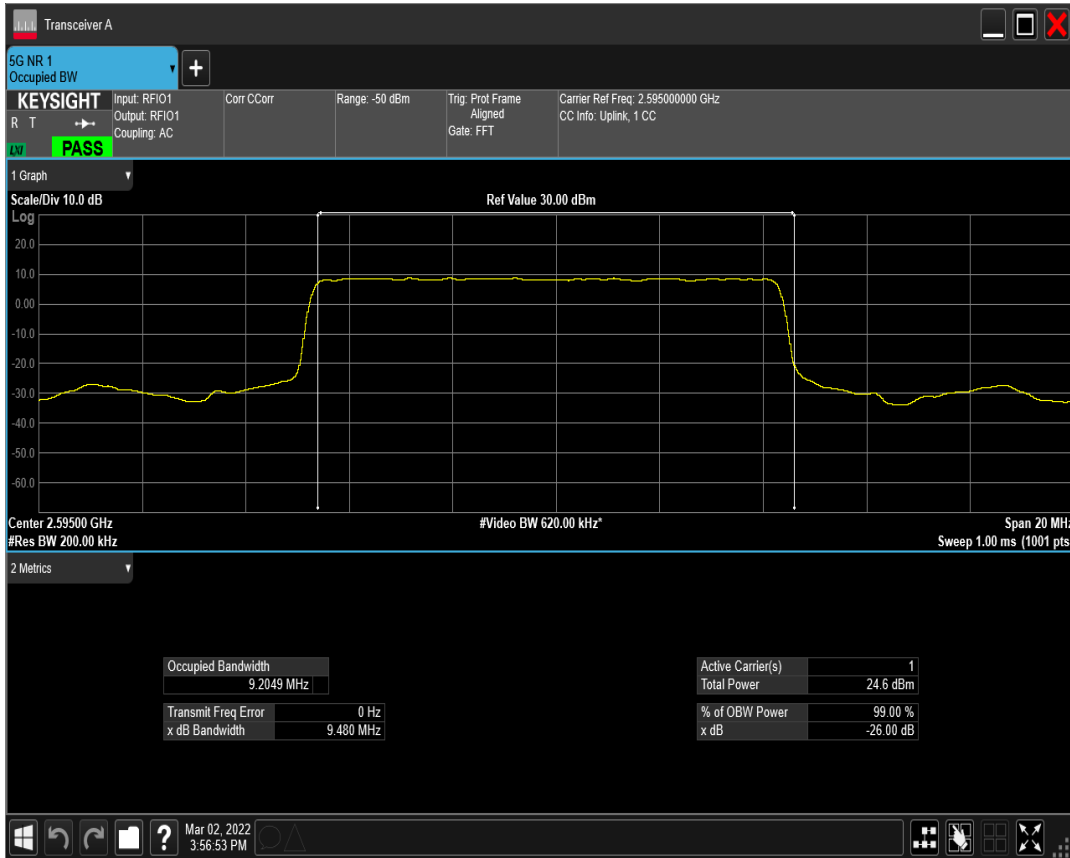 Transceiver A
5G NR 1
Occupied BW
KEYSIGHT
R T
LXI
PASS
Input: RFIO1
Output: RFIO1
Coupling: AC
Corr CCorr
Range: -50 dBm
Trig: Prot Frame
Aligned
Gate: FFT
Carrier Ref Freq: 2.595000000 GHz
CC Info: Uplink, 1 CC
1 Graph
Scale/Div 10.0 dB
Ref Value 30.00 dBm
Log
20.0
10.0
0.00
-10.0
-20.0
-30.0
-40.0
-50.0
-60.0
Center 2.59500 GHz
#Video BW 620.00 kHz*
Span 20 MHz
#Res BW 200.00 kHz
Sweep 1.00 ms (1001 pts
2 Metrics
Occupied Bandwidth
9.2049 MHz
Transmit Freq Error 0 Hz
x dB Bandwidth 9.480 MHz
Active Carrier(s) 1
Total Power 24.6 dBm
% of OBW Power 99.00 %
x dB -26.00 dB
?
Mar 02, 2022
3:56:53 PM